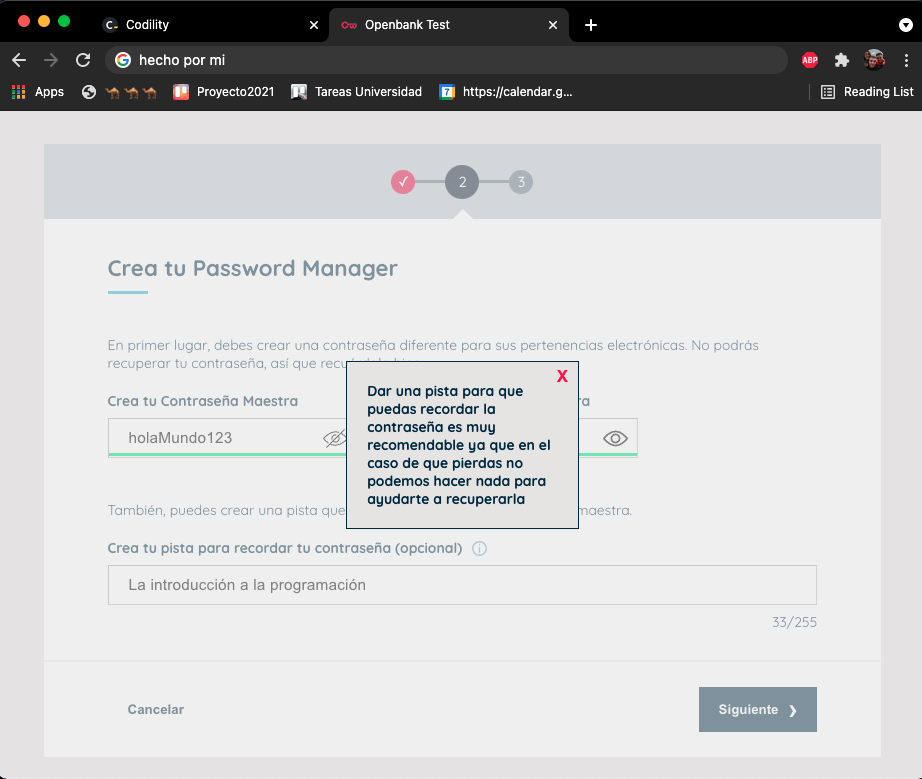 Codility
Openbank Test
hecho por mi
ABP
Apps
Proyecto2021
Tareas Universidad
7
https://calendar.g...
Reading List
2
3
Crea tu Password Manager
En primer lugar, debes crear una contraseña diferente para sus pertenencias electrónicas. No podrás
recuperar tu contraseña, así que
Crea tu Contraseña Maestra
holaMundo123
X
Dar una pista para que
puedas recordar la
contraseña es muy
recomendable ya que en el
caso de que pierdas no
podemos hacer nada para
ayudarte a recuperarla
También, puedes crear una pista que
maestra.
Crea tu pista para recordar tu contraseña (opcional)
La introducción a la programación
33/255
Cancelar
Siguiente